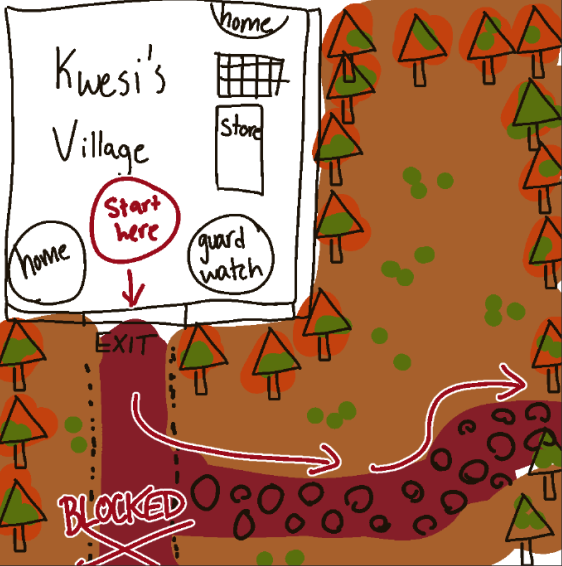 home
Kwesi's
Village
Store
Start
here
home
guard
watch
EXIT
BLOCKED